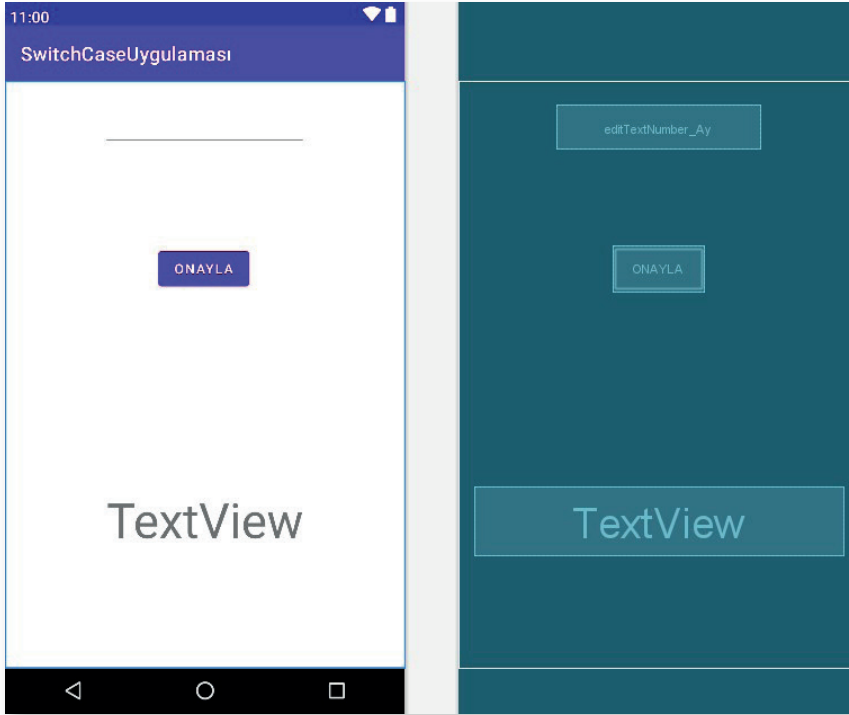 11:00
SwitchCaseUygulaması
ONAYLA
TextView
editTextNumber_Ay
ONAYLA
TextView